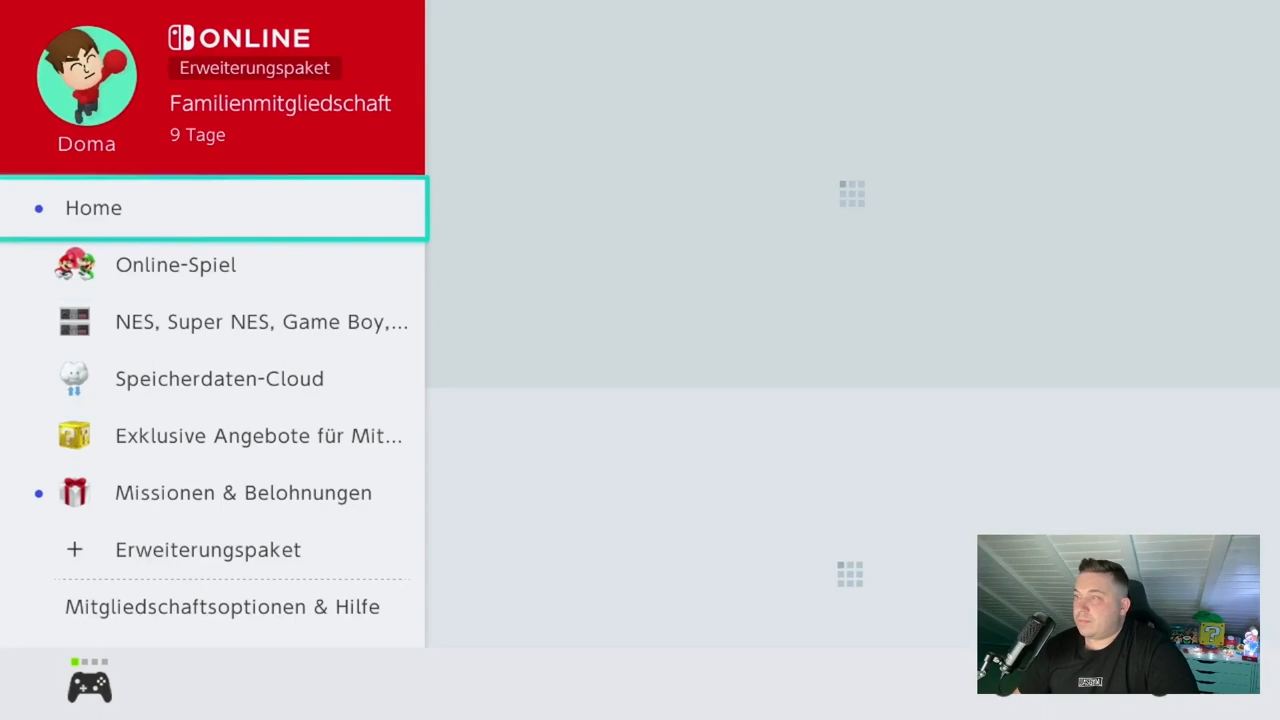 ONLINE
Erweiterungspaket
Familienmitgliedschaft
9 Tage
Doma
Home
Online-Spiel
NES, Super NES, Game Boy,...
Speicherdaten-Cloud
Exklusive Angebote für Mit...
Missionen & Belohnungen
Erweiterungspaket
Mitgliedschaftsoptionen & Hilfe